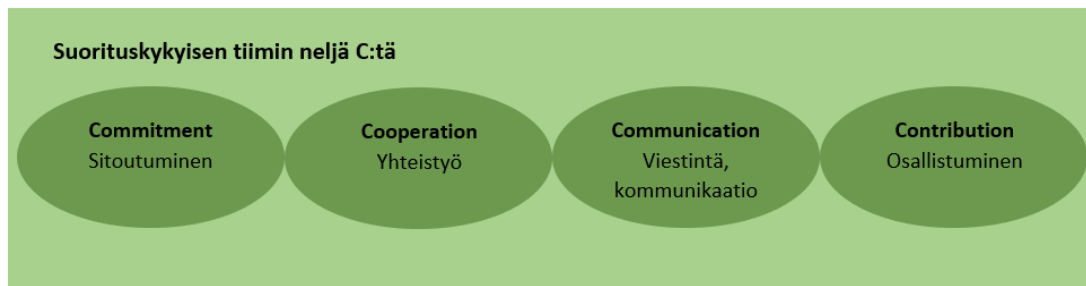 Suorituskykyisen tiimin neljä C:tä
Commitment
Sitoutuminen
Cooperation
Yhteistyö
Communication
Viestintä,
kommunikaatio
Contribution
Osallistuminen